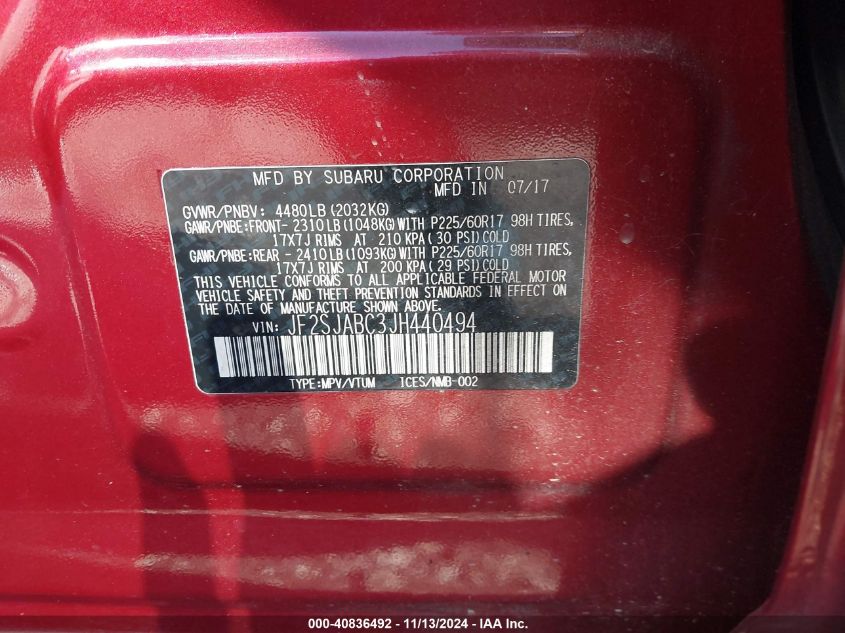 MFD BY SUBARU CORPORATION
MFD IN 07/17
GVWR/PNBV: 4480LB (2032KG)
GAWR/PNBE:FRONT- 2310LB (1048KG) WITH P225/60R17 98H TIRES,
17X7J RIMS AT 210 KPA (30 PSI) COLD
GAWR/PNBE:REAR - 2410LB (1093KG) WITH P225/60R17 98H TIRES,
17X7J RIMS AT 200 KPA (29 PSI) COLD
THIS VEHICLE CONFORMS TO ALL APPLICABLE FEDERAL MOTOR
VEHICLE SAFETY AND THEFT PREVENTION STANDARDS IN EFFECT ON
THE DATE OF MANUFACTURE SHOWN ABOVE.
VIN: JF2SJABC3JH440494
TYPE:MPV/VTUM ICES/NMB-002
000-40836492 - 11/13/2024 - IAA Inc.